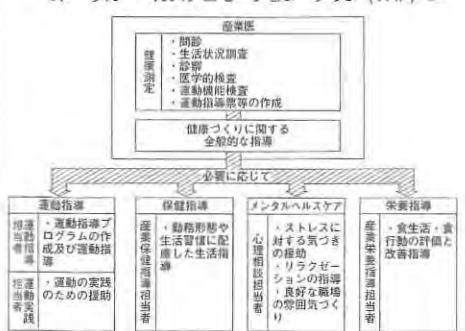 産業医
健康測定
・問診
・生活状況調査
・診察
・医学的検査
・運動機能検査
・運動指導票等の作成
健康づくりに関する
全般的な指導
必要に応じて
運動指導
運動指導担当者
・運動指導プ
ログラムの作
成及び運動指
導
運動実践担当者
・運動の実践
のための援助
保健指導
産業保健指導担当者
・勤務形態や
生活習慣に配
慮した生活指
導
メンタルヘルスケア
心理相談担当者
・ストレスに
対する気づき
の援助
・リラクゼー
ションの指導
・良好な職場
の雰囲気づく
り
栄養指導
産業栄養指導担当者
・食生活・食
行動の評価と
改善指導